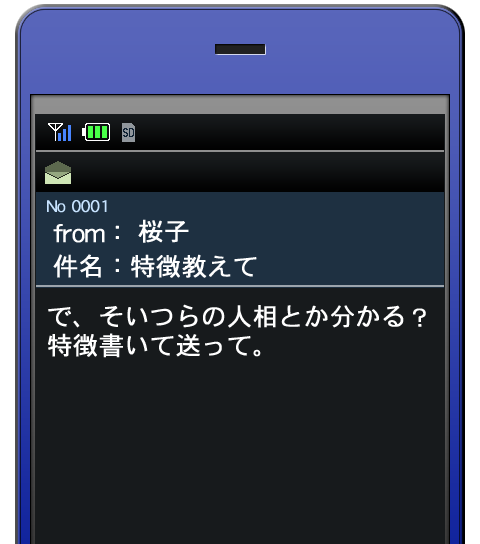 SD
No 0001
from： 桜子
件名：特徴教えて
で、そいつらの人相とか分かる？
特徴書いて送って。